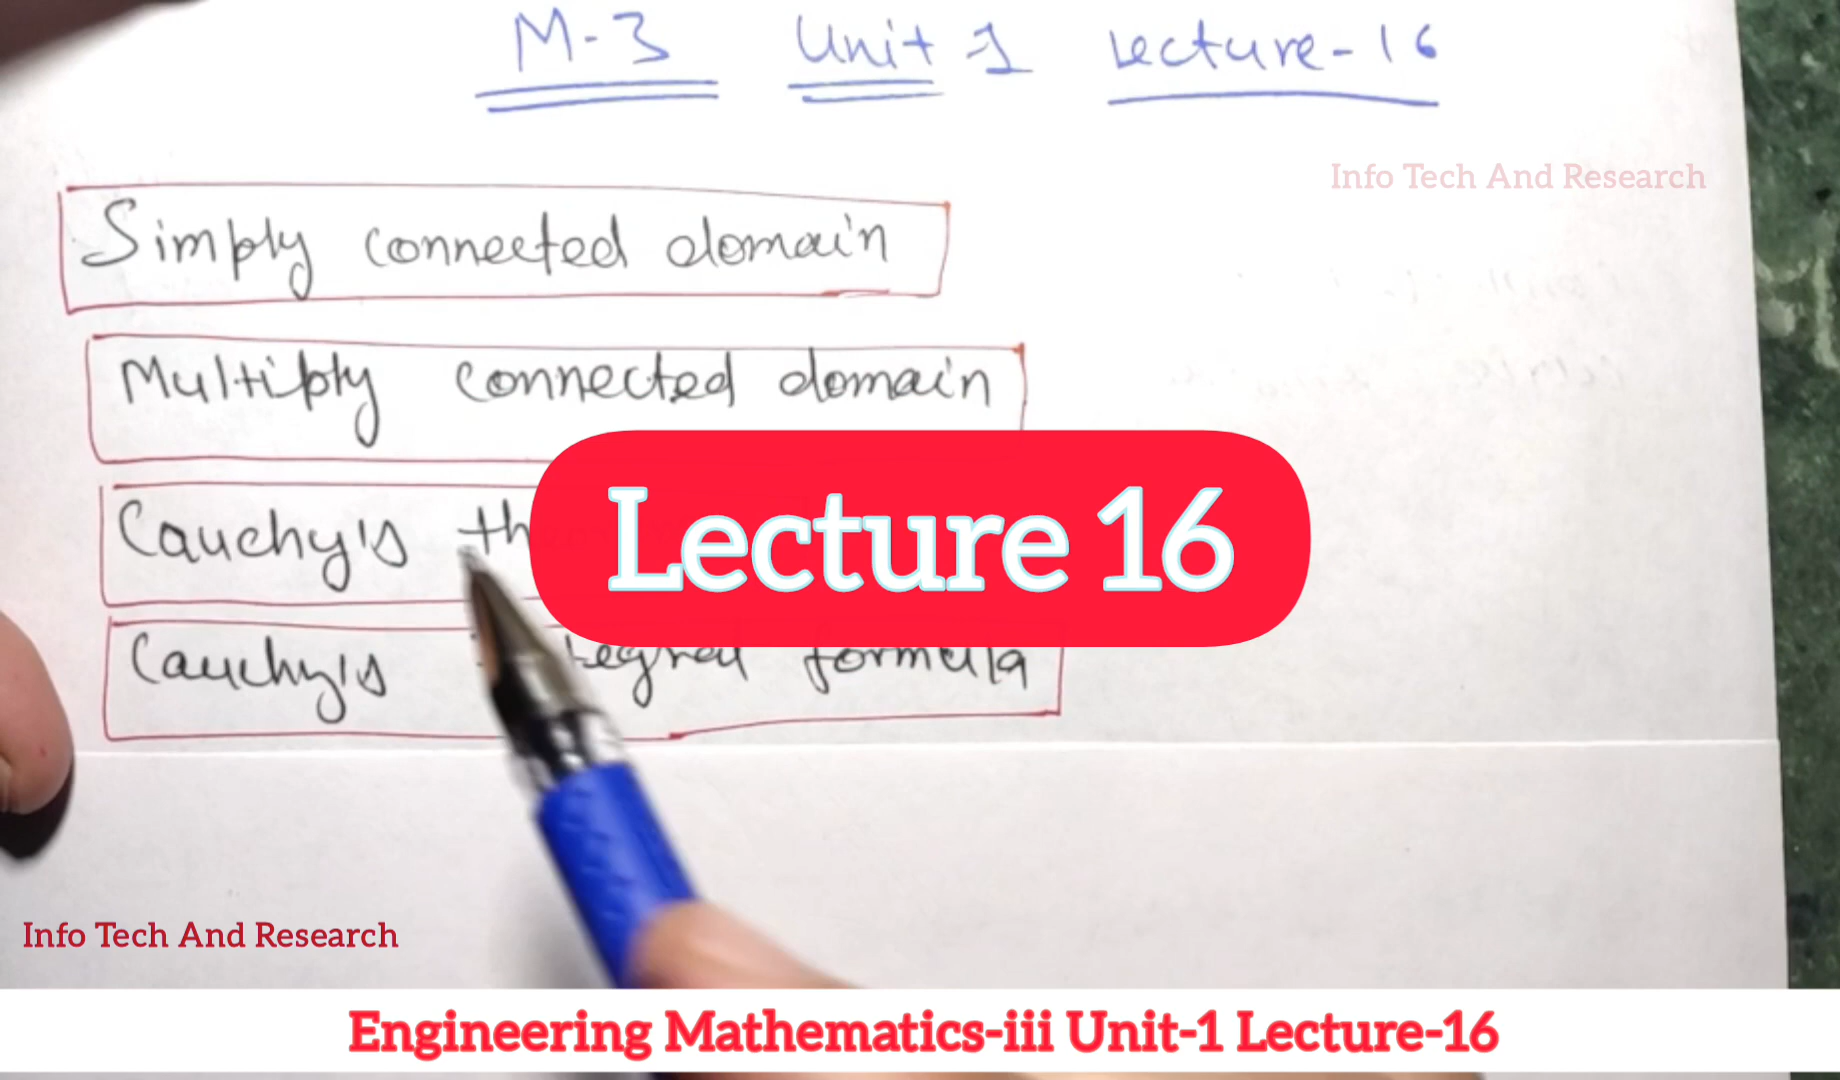 M-3 Unit-1 Lecture-16
Info Tech And Research
Simply connected domain
Multiply connected domain
Lecture 16
Cauchy's th
Cauchy's tegral formula
Info Tech And Research
Engineering Mathematics-iii Unit-1 Lecture-16